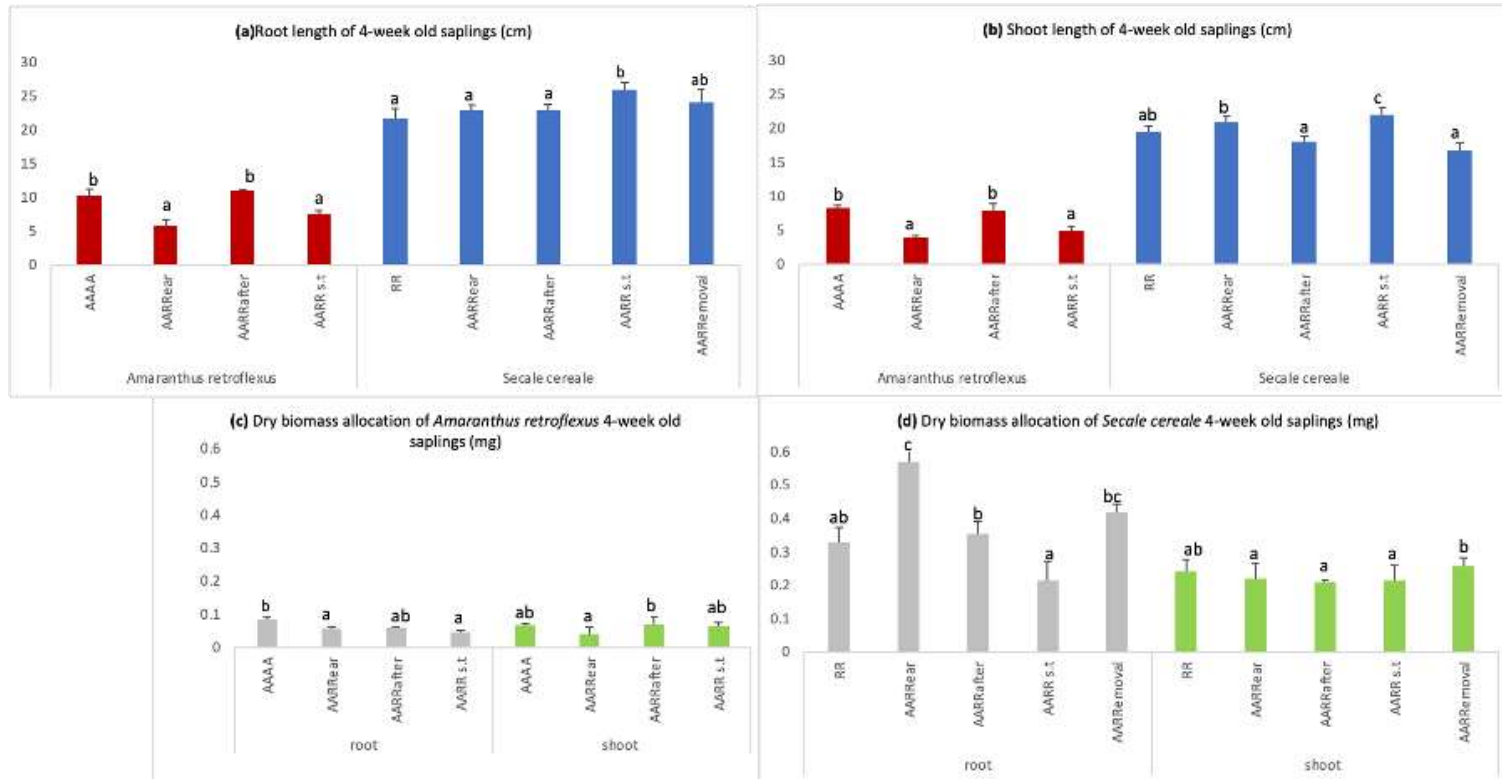 (a)Root length of 4-week old saplings (cm)
30
25
20
15
10
5
0
b
a
b
a
a
a
a
b
ab
AAAA
AARRear
AARRafter
AARR s.t
RR
AARRear
AARRafter
AARR s.t
AARRemoval
Amaranthus retroflexus
Secale cereale
(b) Shoot length of 4-week old saplings (cm)
30
25
20
15
10
5
0
b
a
b
a
ab
b
a
c
a
AAAA
AARRear
AARRafter
AARR s.t
RR
AARRear
AARRafter
AARR s.t
AARRemoval
Amaranthus retroflexus
Secale cereale
(c) Dry biomass allocation of Amaranthus retroflexus 4-week old
saplings (mg)
0.6
0.5
0.4
0.3
0.2
0.1
0
b
a
ab
a
ab
a
b
ab
AAAA
AARRear
AARRafter
AARR s.t
AAAA
AARRear
AARRafter
AARR s.t
root
shoot
(d) Dry biomass allocation of Secale cereale 4-week old saplings (mg)
0.6
0.5
0.4
0.3
0.2
0.1
0
ab
c
b
a
bc
ab
a
a
a
b
RR
AARRear
AARRafter
AARR s.t
AARRemoval
RR
AARRear
AARRafter
AARR s.t
AARRemoval
root
shoot